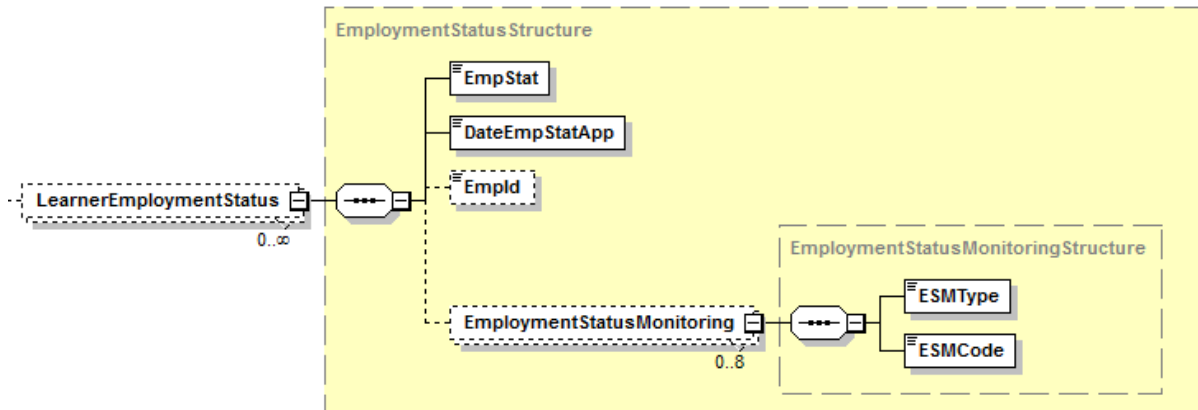 EmploymentStatusStructure
EmpStat
DateEmpStatApp
EmpId
LearnerEmploymentStatus
0..∞
EmploymentStatusMonitoringStructure
ESMType
EmploymentStatusMonitoring
0..8
ESMCode